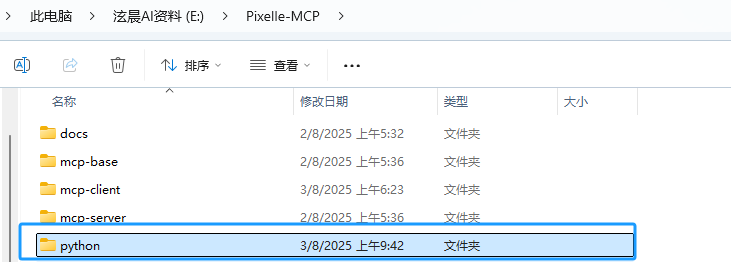 此电脑 > 泫晨AI资料 (E:) > Pixelle-MCP >
排序 查看 ...
名称 修改日期 类型 大小
docs 2/8/2025 上午5:32 文件夹
mcp-base 2/8/2025 上午5:36 文件夹
mcp-client 3/8/2025 上午6:23 文件夹
mcp-server 2/8/2025 上午5:36 文件夹
python 3/8/2025 上午9:42 文件夹